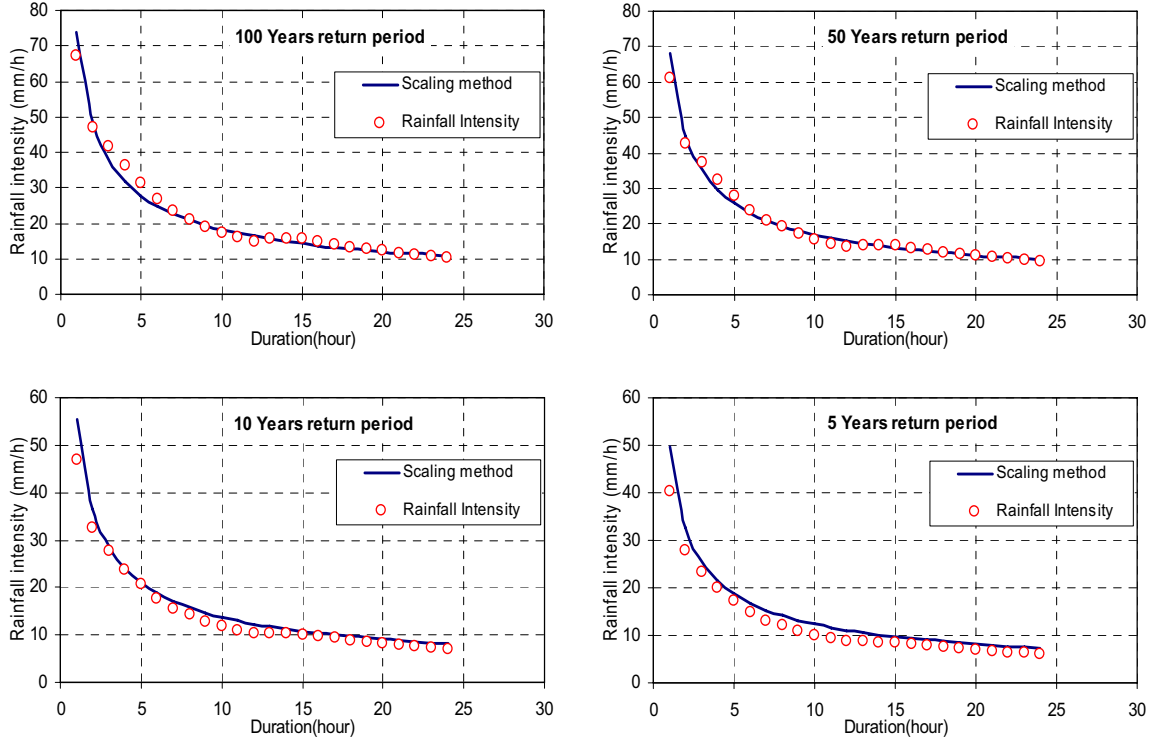 100 Years return period
Rainfall intensity (mm/h)
80
70
60
50
40
30
20
10
0
Scaling method
Rainfall Intensity
0 5 10 15 20 25 30
Duration(hour)
50 Years return period
Rainfall intensity (mm/h)
80
70
60
50
40
30
20
10
0
Scaling method
Rainfall Intensity
0 5 10 15 20 25 30
Duration(hour)
10 Years return period
Rainfall intensity (mm/h)
60
50
40
30
20
10
0
Scaling method
Rainfall Intensity
0 5 10 15 20 25 30
Duration(hour)
5 Years return period
Rainfall intensity (mm/h)
60
50
40
30
20
10
0
Scaling method
Rainfall Intensity
0 5 10 15 20 25 30
Duration(hour)